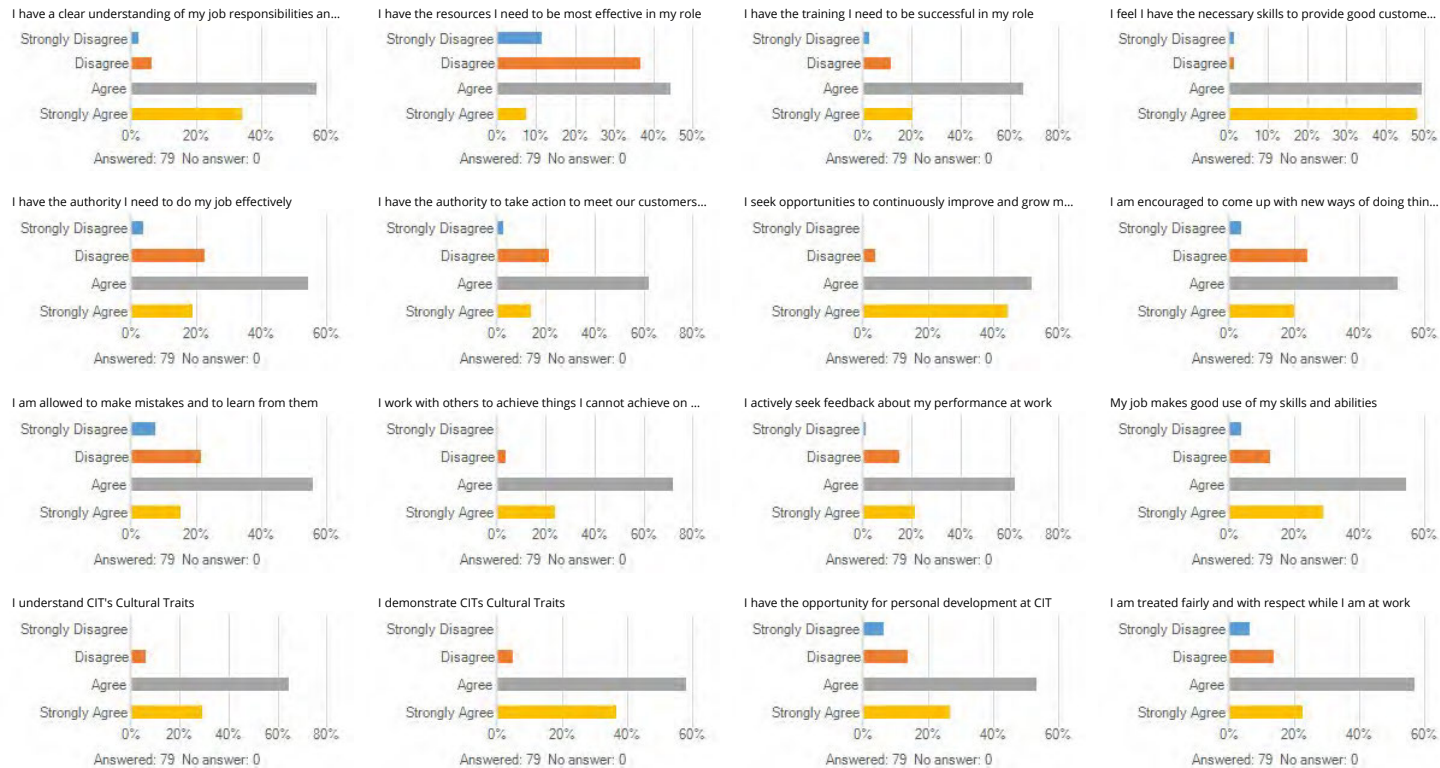 I have a clear understanding of my job responsibilities an...
Strongly Disagree
Disagree
Agree
Strongly Agree
0% 20% 40% 60%
Answered: 79 No answer: 0
I have the resources I need to be most effective in my role
Strongly Disagree
Disagree
Agree
Strongly Agree
0% 10% 20% 30% 40% 50%
Answered: 79 No answer: 0
I have the training I need to be successful in my role
Strongly Disagree
Disagree
Agree
Strongly Agree
0% 20% 40% 60% 80%
Answered: 79 No answer: 0
I feel I have the necessary skills to provide good custome...
Strongly Disagree
Disagree
Agree
Strongly Agree
0% 10% 20% 30% 40% 50%
Answered: 79 No answer: 0
I have the authority I need to do my job effectively
Strongly Disagree
Disagree
Agree
Strongly Agree
0% 20% 40% 60%
Answered: 79 No answer: 0
I have the authority to take action to meet our customers...
Strongly Disagree
Disagree
Agree
Strongly Agree
0% 20% 40% 60% 80%
Answered: 79 No answer: 0
I seek opportunities to continuously improve and grow m...
Strongly Disagree
Disagree
Agree
Strongly Agree
0% 20% 40% 60%
Answered: 79 No answer: 0
I am encouraged to come up with new ways of doing thin...
Strongly Disagree
Disagree
Agree
Strongly Agree
0% 20% 40% 60%
Answered: 79 No answer: 0
I am allowed to make mistakes and to learn from them
Strongly Disagree
Disagree
Agree
Strongly Agree
0% 20% 40% 60%
Answered: 79 No answer: 0
I work with others to achieve things I cannot achieve on ...
Strongly Disagree
Disagree
Agree
Strongly Agree
0% 20% 40% 60% 80%
Answered: 79 No answer: 0
I actively seek feedback about my performance at work
Strongly Disagree
Disagree
Agree
Strongly Agree
0% 20% 40% 60% 80%
Answered: 79 No answer: 0
My job makes good use of my skills and abilities
Strongly Disagree
Disagree
Agree
Strongly Agree
0% 20% 40% 60%
Answered: 79 No answer: 0
I understand CIT's Cultural Traits
Strongly Disagree
Disagree
Agree
Strongly Agree
0% 20% 40% 60% 80%
Answered: 79 No answer: 0
I demonstrate CITs Cultural Traits
Strongly Disagree
Disagree
Agree
Strongly Agree
0% 20% 40% 60%
Answered: 79 No answer: 0
I have the opportunity for personal development at CIT
Strongly Disagree
Disagree
Agree
Strongly Agree
0% 20% 40% 60%
Answered: 79 No answer: 0
I am treated fairly and with respect while I am at work
Strongly Disagree
Disagree
Agree
Strongly Agree
0% 20% 40% 60%
Answered: 79 No answer: 0